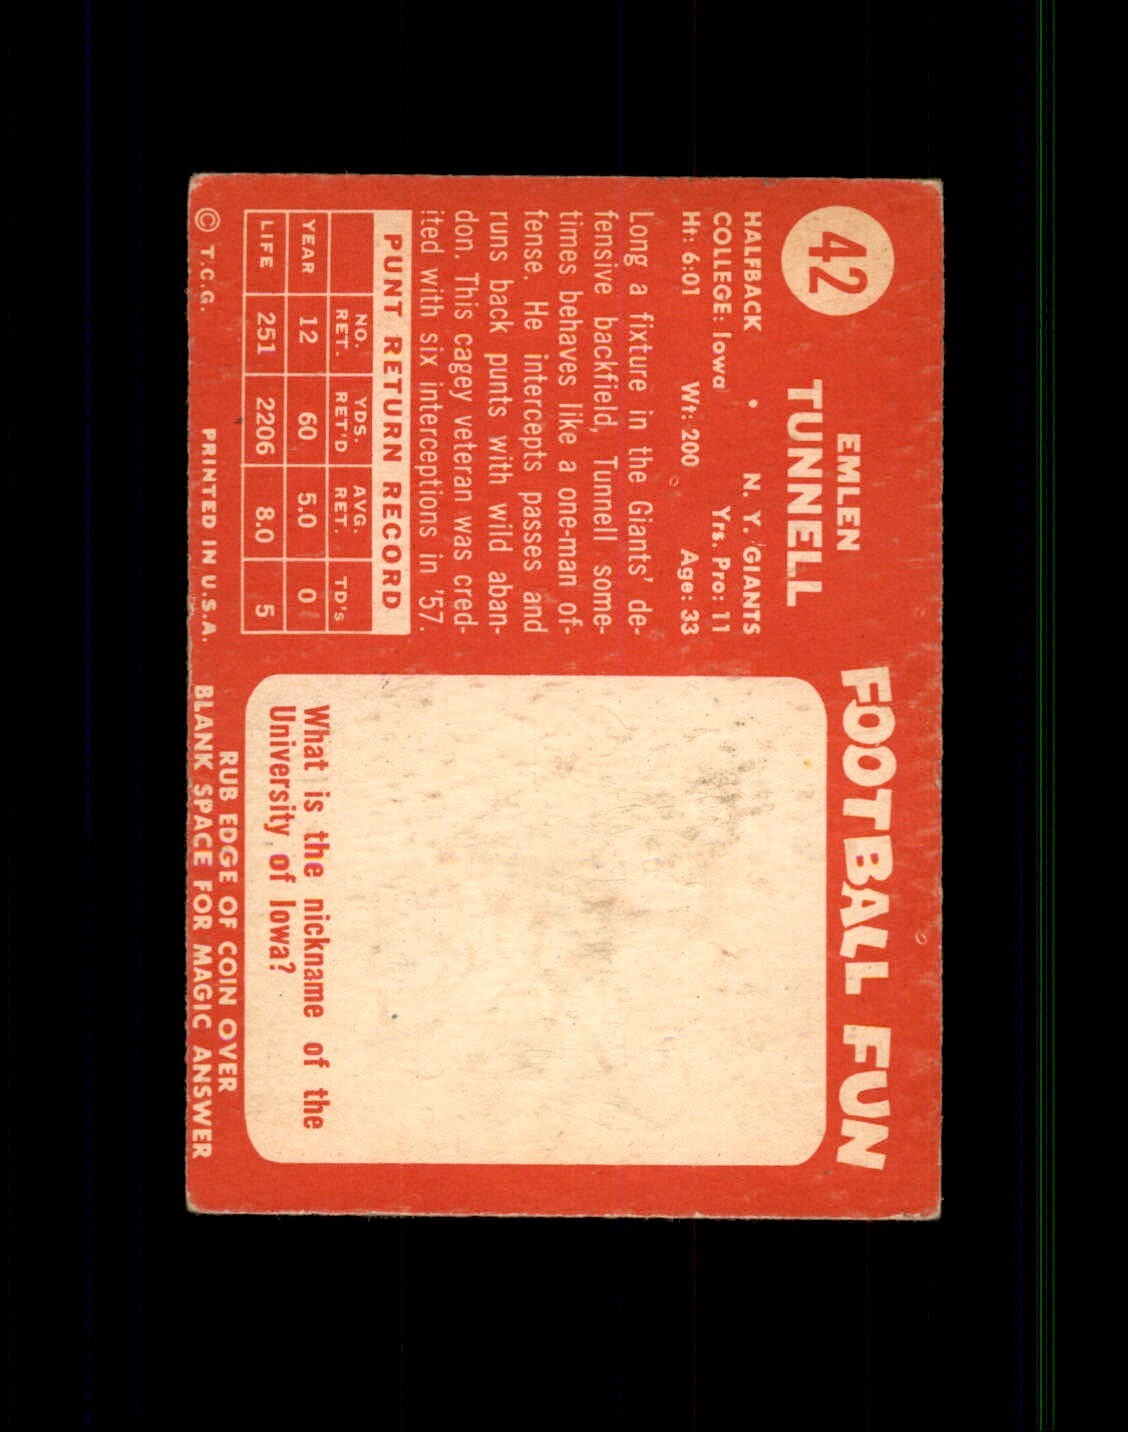 42
EMLEN
TUNNELL
HALFBACK • N. Y. GIANTS
COLLEGE: Iowa Yrs. Pro: 11
Ht: 6:01 Wt: 200 Age: 33
Long a fixture in the Giants' de-
fensive backfield, Tunnell some-
times behaves like a one-man of-
fense. He intercepts passes and
runs back punts with wild aban-
don. This cagey veteran was cred-
ited with six interceptions in '57.
PUNT RETURN RECORD
NO. RET. YDS. RET'D AVG. RET. TD's
YEAR 12 60 5.0 0
LIFE 251 2206 8.0 5
© T.C.G. PRINTED IN U.S.A.
FOOTBALL FUN
What is the nickname of the
University of Iowa?
RUB EDGE OF COIN OVER
BLANK SPACE FOR MAGIC ANSWER